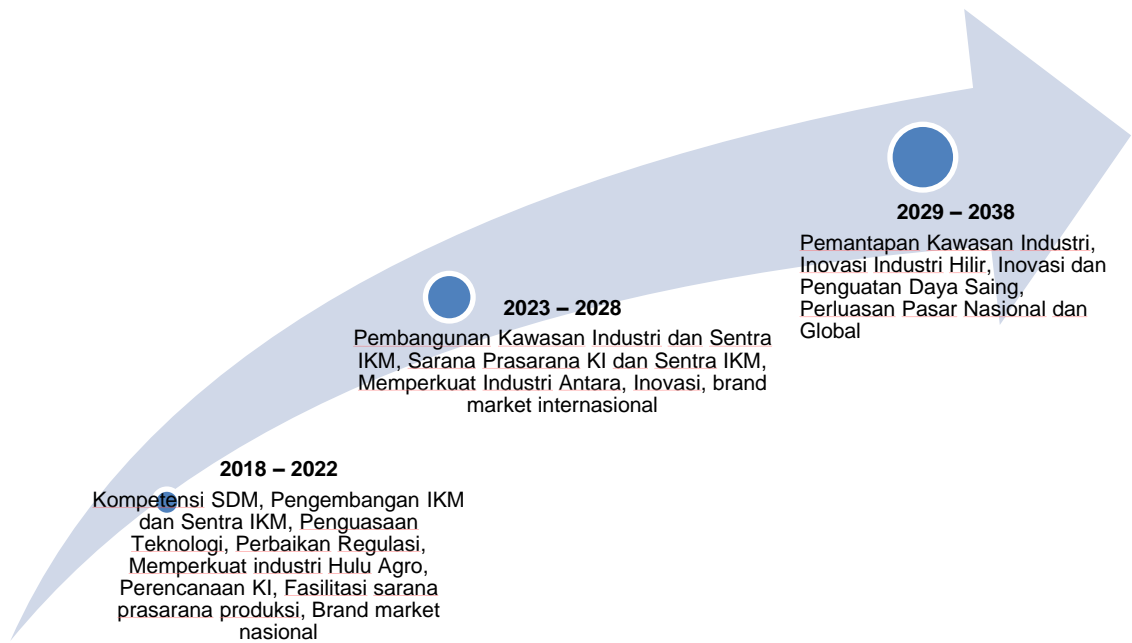 2029 – 2038
Pemantapan Kawasan Industri,
Inovasi Industri Hilir, Inovasi dan
Penguatan Daya Saing,
Perluasan Pasar Nasional dan
Global
2023 – 2028
Pembangunan Kawasan Industri dan Sentra
IKM, Sarana Prasarana KI dan Sentra IKM,
Memperkuat Industri Antara, Inovasi, brand
market internasional
2018 – 2022
Kompetensi SDM, Pengembangan IKM
dan Sentra IKM, Penguasaan
Teknologi, Perbaikan Regulasi,
Memperkuat industri Hulu Agro,
Perencanaan KI, Fasilitasi sarana
prasarana produksi, Brand market
nasional